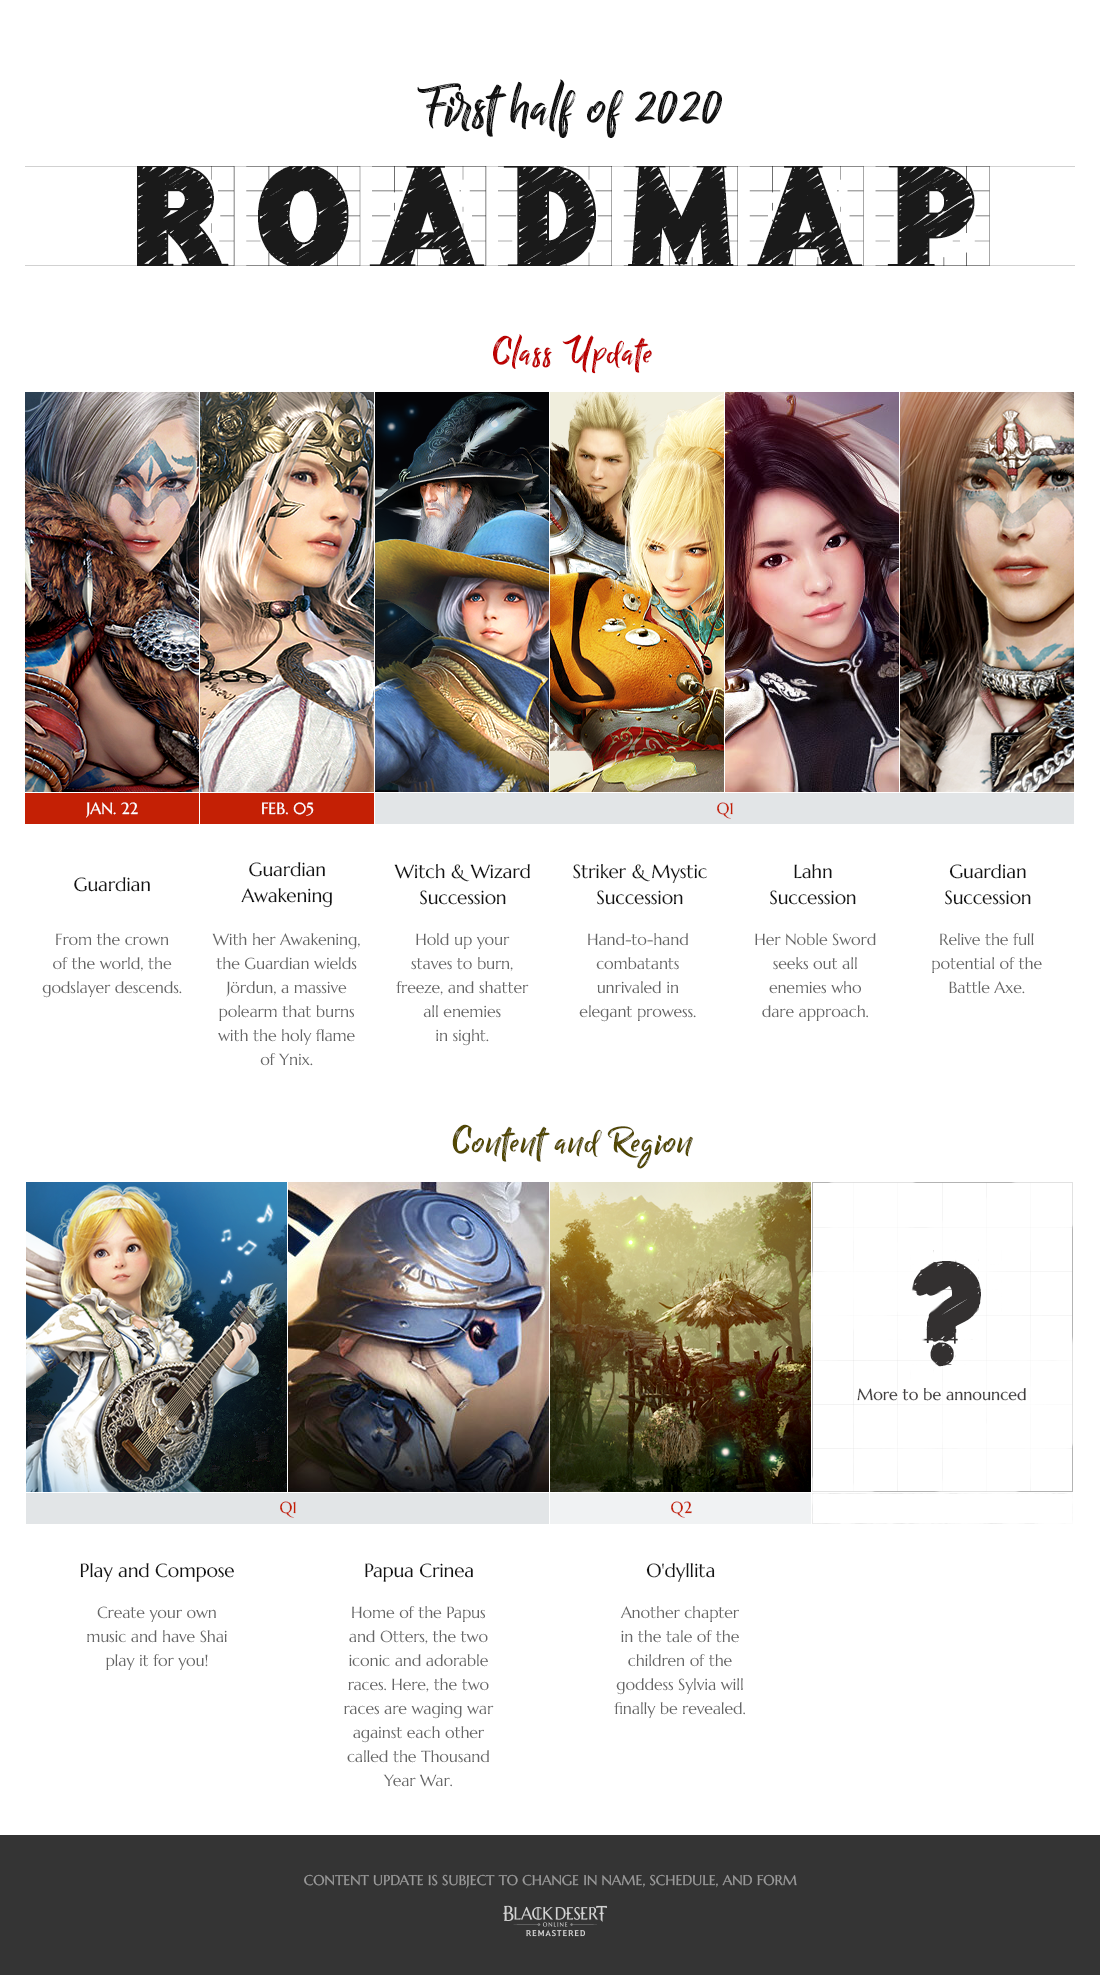 First half of 2020
ROADMAP
Class Update
JAN. 22
FEB. 05
Q1
Guardian
From the crown
of the world, the
godslayer descends.
Guardian
Awakening
With her Awakening,
the Guardian wields
Jördun, a massive
polearm that burns
with the holy flame
of Ynix.
Witch & Wizard
Succession
Hold up your
staves to burn,
freeze, and shatter
all enemies
in sight.
Striker & Mystic
Succession
Hand-to-hand
combatants
unrivaled in
elegant prowess.
Lahn
Succession
Her Noble Sword
seeks out all
enemies who
dare approach.
Guardian
Succession
Relive the full
potential of the
Battle Axe.
Content and Region
?
More to be announced
Q1
Q2
Play and Compose
Create your own
music and have Shai
play it for you!
Papua Crinea
Home of the Papus
and Otters, the two
iconic and adorable
races. Here, the two
races are waging war
against each other
called the Thousand
Year War.
O'dyllita
Another chapter
in the tale of the
children of the
goddess Sylvia will
finally be revealed.
CONTENT UPDATE IS SUBJECT TO CHANGE IN NAME, SCHEDULE, AND FORM
BLACK DESERT
ONLINE
REMASTERED